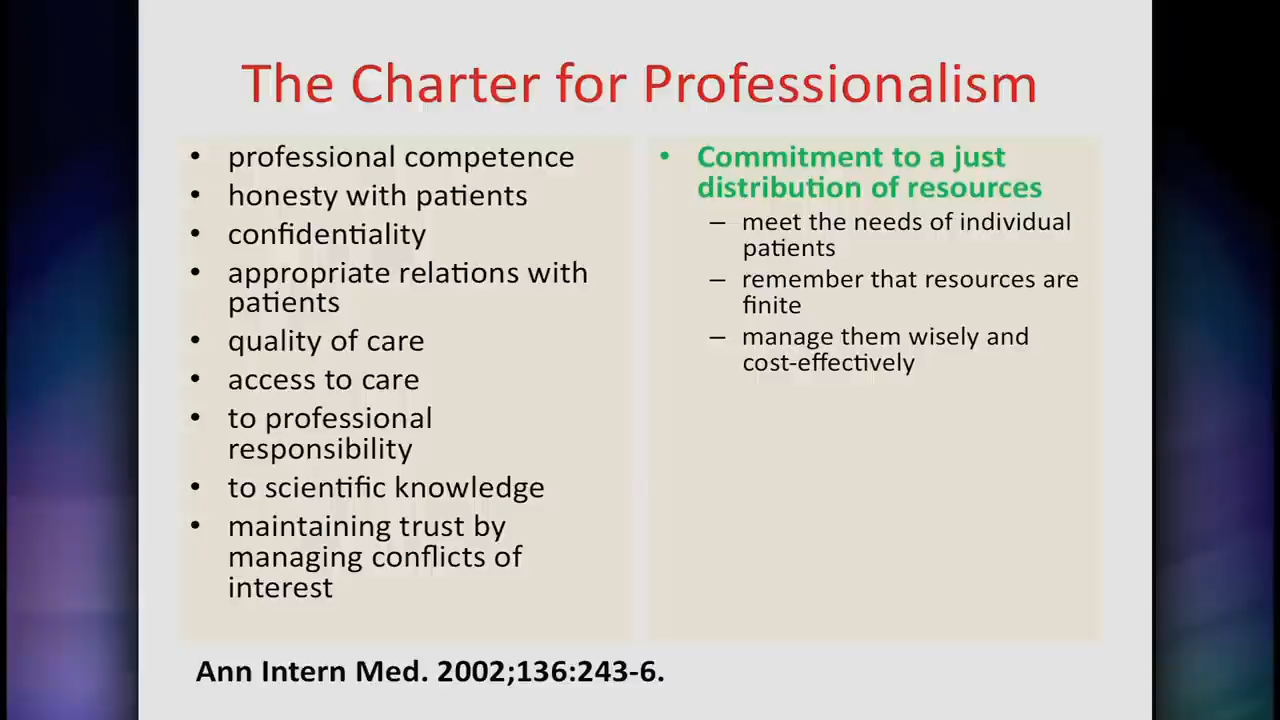 The Charter for Professionalism
• professional competence
• honesty with patients
• confidentiality
• appropriate relations with
patients
• quality of care
• access to care
• to professional
responsibility
• to scientific knowledge
• maintaining trust by
managing conflicts of
interest
• Commitment to a just
distribution of resources
– meet the needs of individual
patients
– remember that resources are
finite
– manage them wisely and
cost-effectively
Ann Intern Med. 2002;136:243-6.